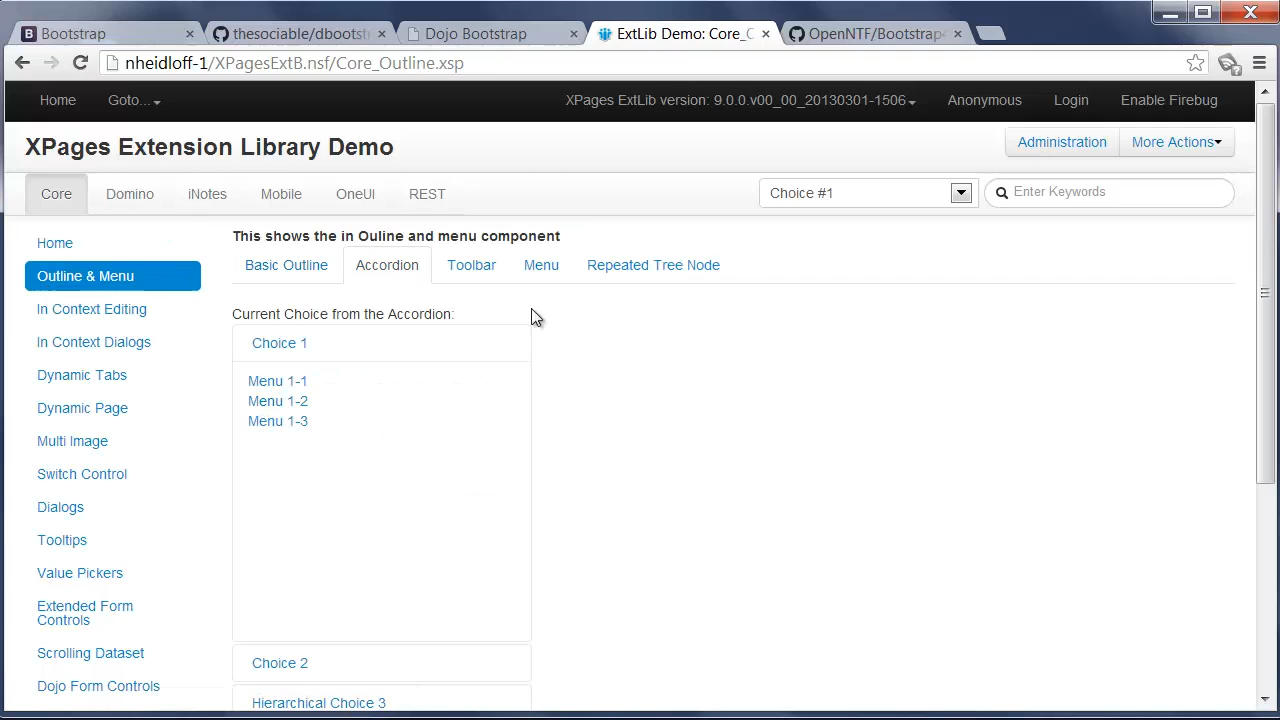 Bootstrap
thesociable/dbootst
Dojo Bootstrap
ExtLib Demo: Core_C
OpenNTF/Bootstrap4
nheidloff-1/XPagesExtB.nsf/Core_Outline.xsp
Home
Goto...
XPages ExtLib version: 9.0.0.v00_00_20130301-1506
Anonymous
Login
Enable Firebug
XPages Extension Library Demo
Administration
More Actions
Core
Domino
iNotes
Mobile
OneUI
REST
Choice #1
Enter Keywords
Home
Outline & Menu
In Context Editing
In Context Dialogs
Dynamic Tabs
Dynamic Page
Multi Image
Switch Control
Dialogs
Tooltips
Value Pickers
Extended Form
Controls
Scrolling Dataset
Dojo Form Controls
This shows the in Ouline and menu component
Basic Outline
Accordion
Toolbar
Menu
Repeated Tree Node
Current Choice from the Accordion:
Choice 1
Menu 1-1
Menu 1-2
Menu 1-3
Choice 2
Hierarchical Choice 3